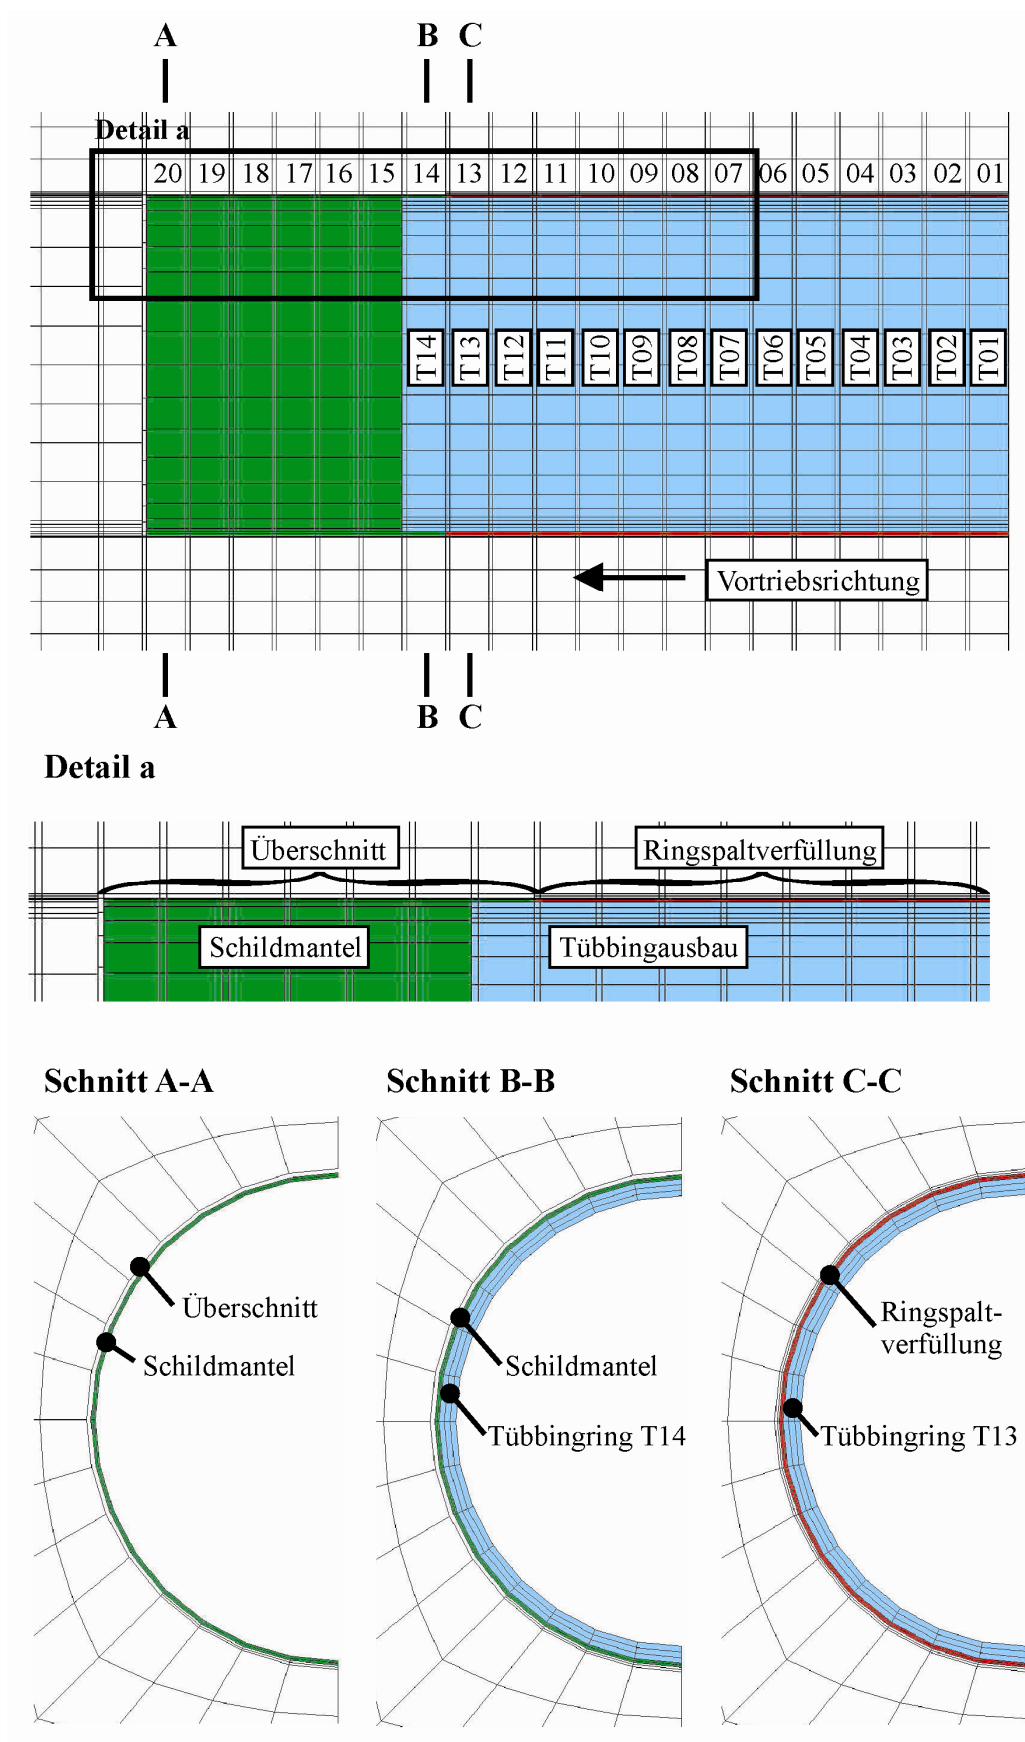 A B C
Detail a
20 19 18 17 16 15 14 13 12 11 10 09 08 07 06 05 04 03 02 01
T14 T13 T12 T11 T10 T09 T08 T07 T06 T05 T04 T03 T02 T01
Vortriebsrichtung
A B C
Detail a
Überschnitt Ringspaltverfüllung
Schildmantel Tübbingausbau
Schnitt A-A Schnitt B-B Schnitt C-C
Überschnitt
Schildmantel
Schildmantel
Tübbingring T14
Ringspalt-
verfüllung
Tübbingring T13